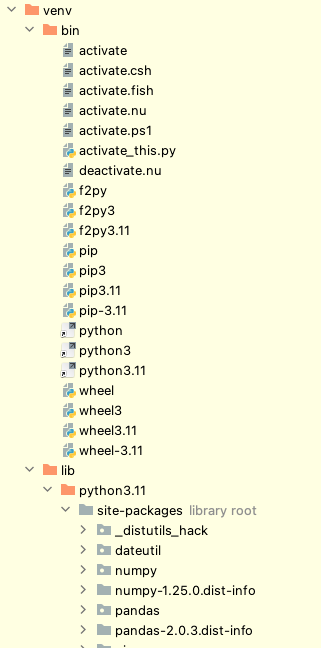 venv
bin
activate
activate.csh
activate.fish
activate.nu
activate.ps1
activate_this.py
deactivate.nu
f2py
f2py3
f2py3.11
pip
pip3
pip3.11
pip-3.11
python
python3
python3.11
wheel
wheel3
wheel3.11
wheel-3.11
lib
python3.11
site-packages library root
_distutils_hack
dateutil
numpy
numpy-1.25.0.dist-info
pandas
pandas-2.0.3.dist-info